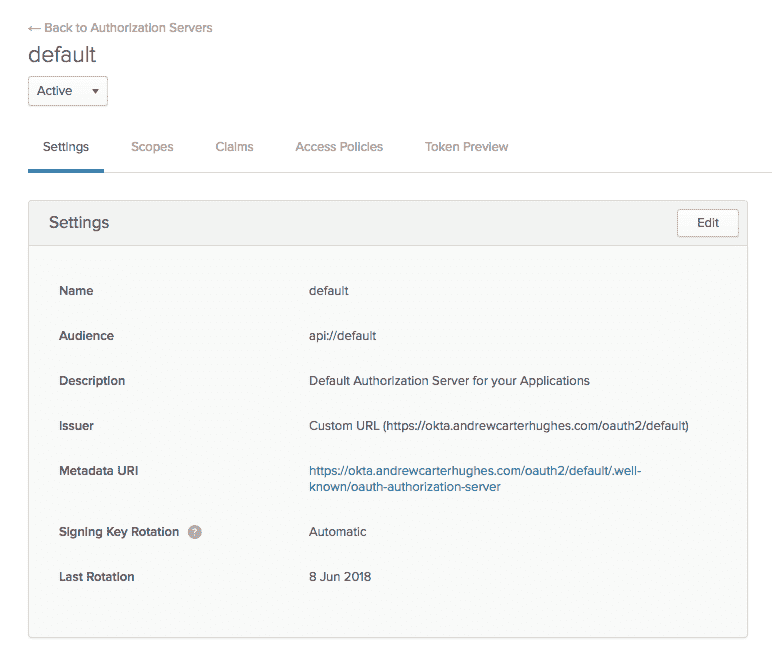 ← Back to Authorization Servers
default
Active
Settings Scopes Claims Access Policies Token Preview
Settings Edit
Name default
Audience api://default
Description Default Authorization Server for your Applications
Issuer Custom URL (https://okta.andrewcarterhughes.com/oauth2/default)
Metadata URI https://okta.andrewcarterhughes.com/oauth2/default/.well-
known/oauth-authorization-server
Signing Key Rotation ? Automatic
Last Rotation 8 Jun 2018